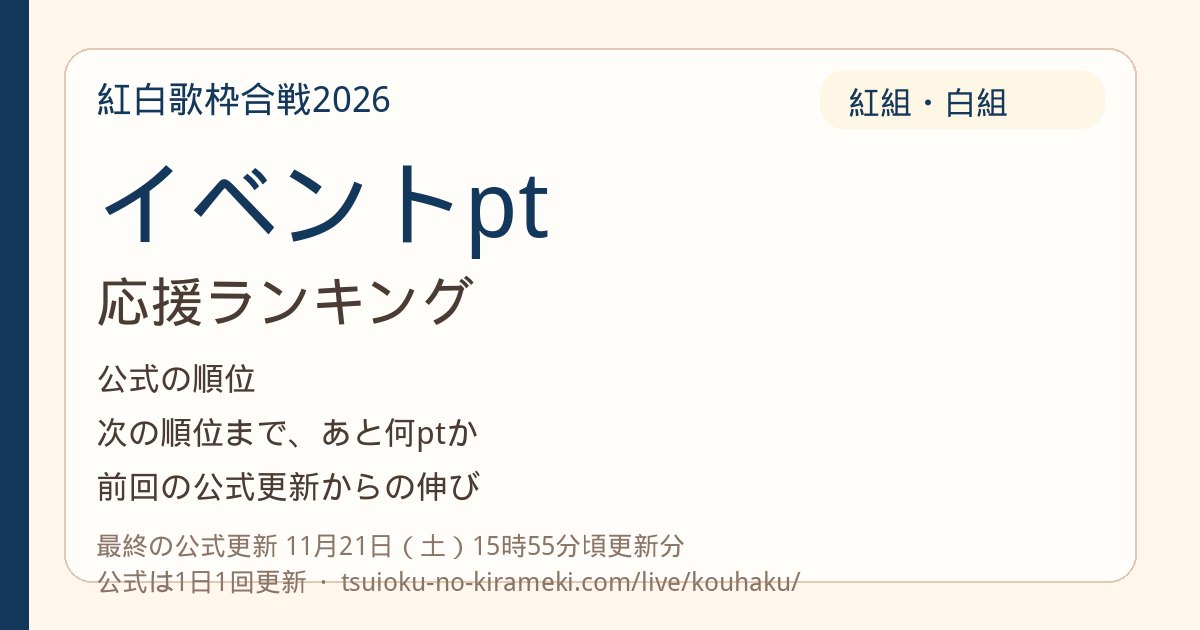 紅白歌枠合戦2026
紅組・白組
イベントpt
応援ランキング
公式の順位
次の順位まで、あと何ptか
前回の公式更新からの伸び
最終の公式更新 11月21日（土）15時55分頃更新分
公式は1日1回更新 · tsuioku-no-kirameki.com/live/kouhaku/